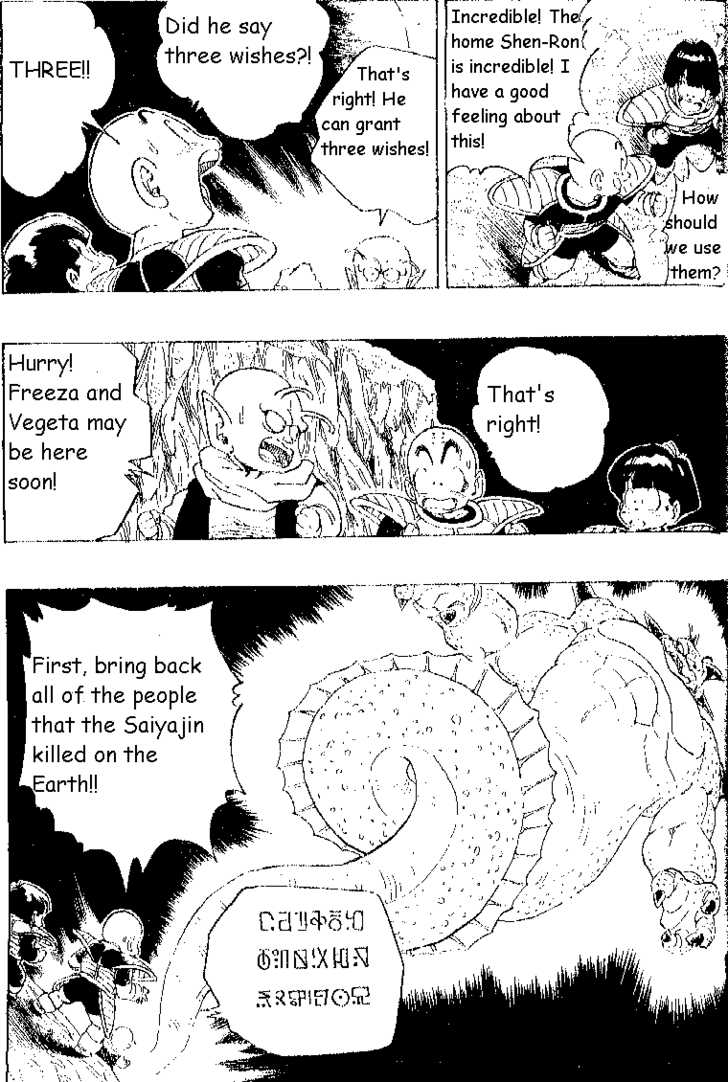 THREE!!
Did he say
three wishes?!
That's
right! He
can grant
three wishes!
Incredible! The
home Shen-Ron
is incredible! I
have a good
feeling about
this!
How
should
we use
them?
Hurry!
Freeza and
Vegeta may
be here
soon!
That's
right!
First, bring back
all of the people
that the Saiyajin
killed on the
Earth!!